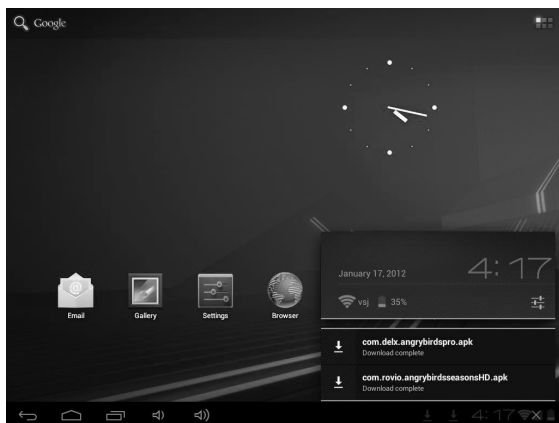 Google
Email
Gallery
Settings
Browser
January 17, 2012
4:17
vsj
35%
com.delx.angrybirdspro.apk
Download complete
com.rovio.angrybirdsseasonsHD.apk
Download complete
4:17